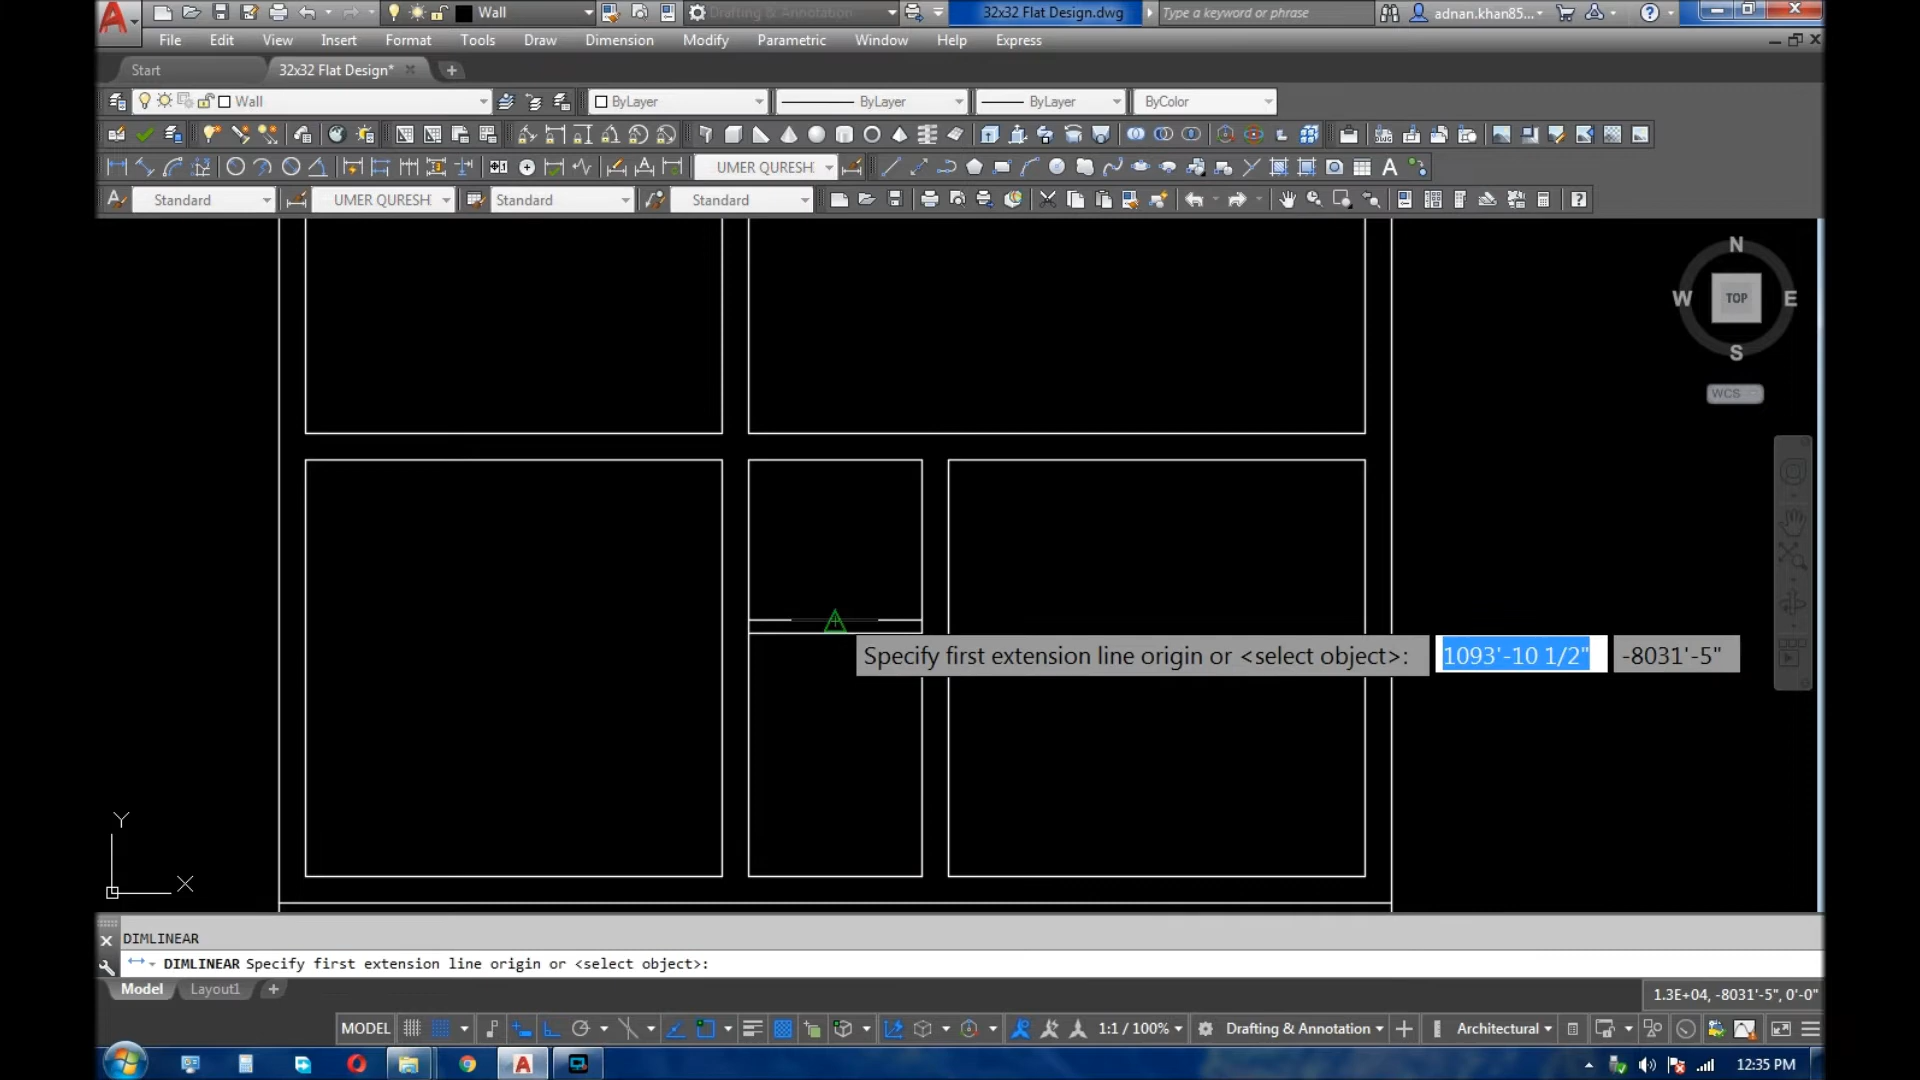 Wall
Drafting & Annotation
32x32 Flat Design.dwg
Type a keyword or phrase
adnan.khan85...
File Edit View Insert Format Tools Draw Dimension Modify Parametric Window Help Express
Start
32x32 Flat Design*
Wall
ByLayer
ByLayer
ByLayer
ByColor
UMER QURESH
Standard
UMER QURESH
Standard
Standard
N
W
TOP
E
S
WCS
Specify first extension line origin or <select object>:
1093'-10 1/2"
-8031'-5"
Y
X
DIMLINEAR
DIMLINEAR Specify first extension line origin or <select object>:
Model
Layout1
1.3E+04, -8031'-5", 0'-0"
MODEL
1:1 / 100%
Drafting & Annotation
Architectural
12:35 PM